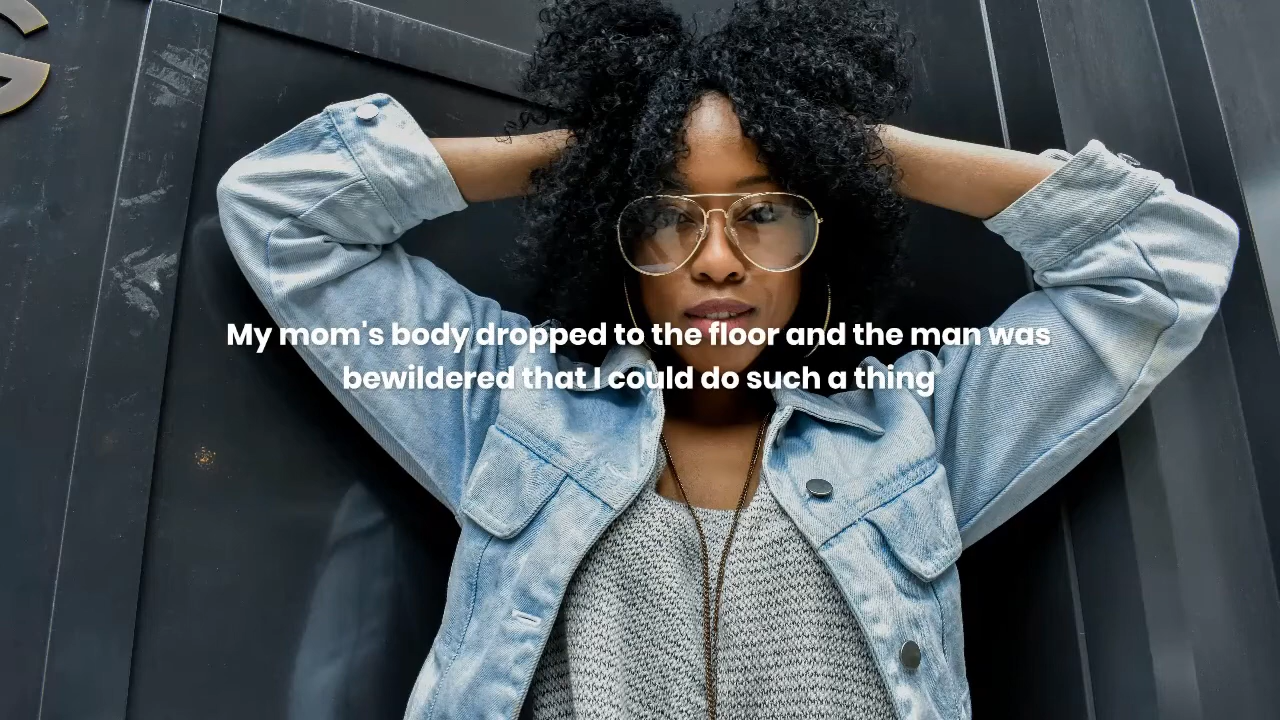 My mom's body dropped to the floor and the man was
bewildered that I could do such a thing